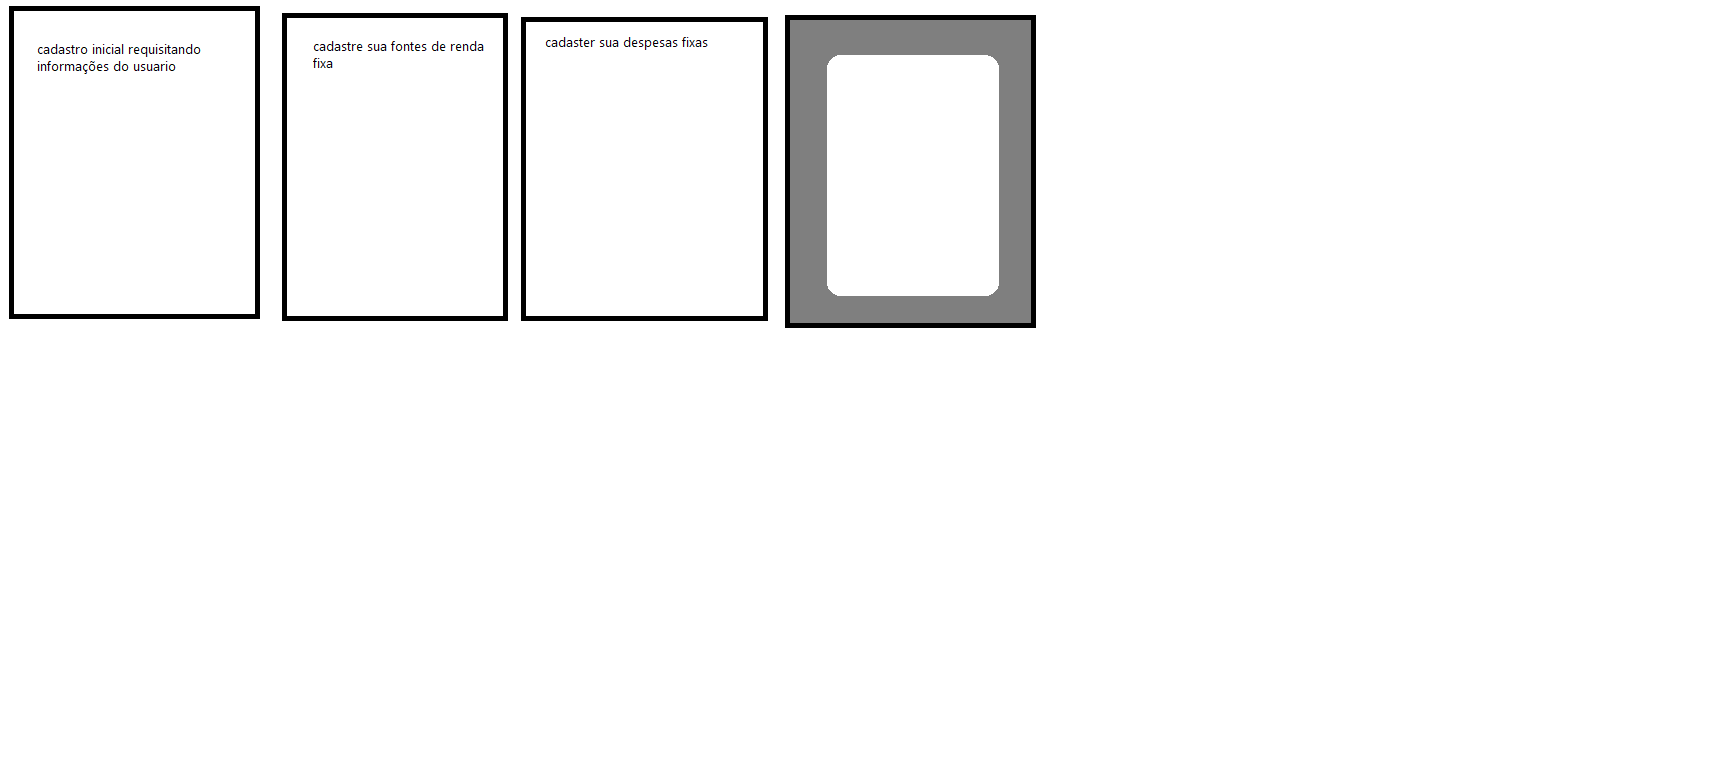 cadastro inicial requisitando
informações do usuario
cadastre sua fontes de renda
fixa
cadaster sua despesas fixas